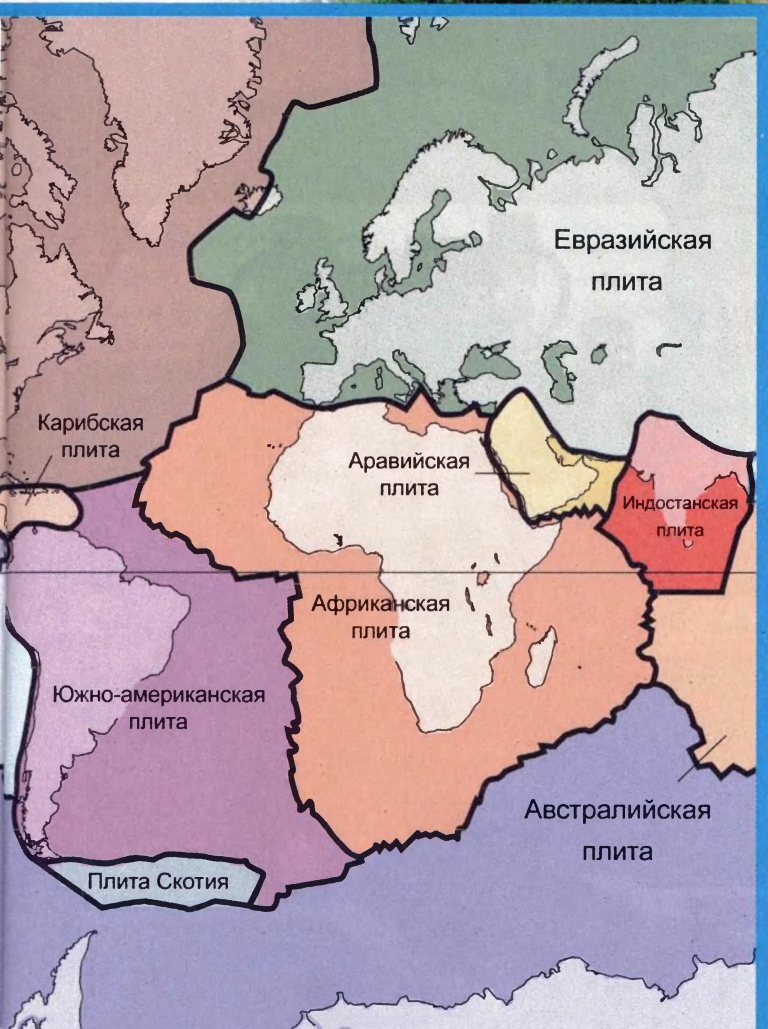 Евразийская
плита
Карибская
плита
Аравийская
плита
Индостанская
плита
Африканская
плита
Южно-американская
плита
Австралийская
плита
Плита Скотия